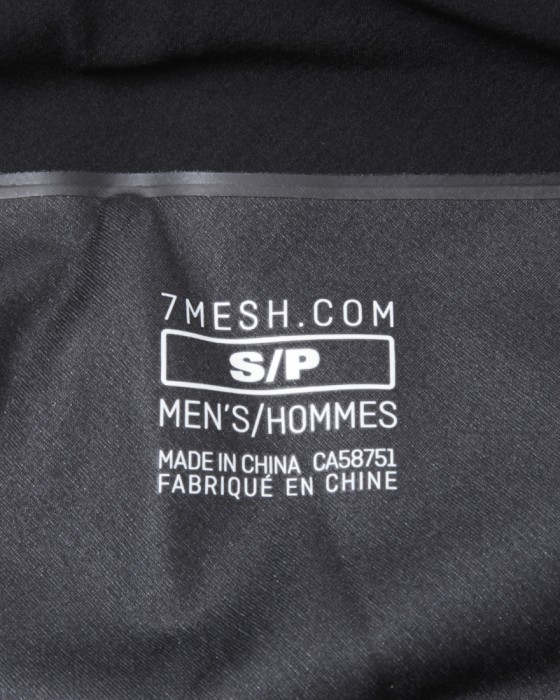 7MESH.COM
S/P
MEN'S/HOMMES
MADE IN CHINA CA58751
FABRIQUÉ EN CHINE